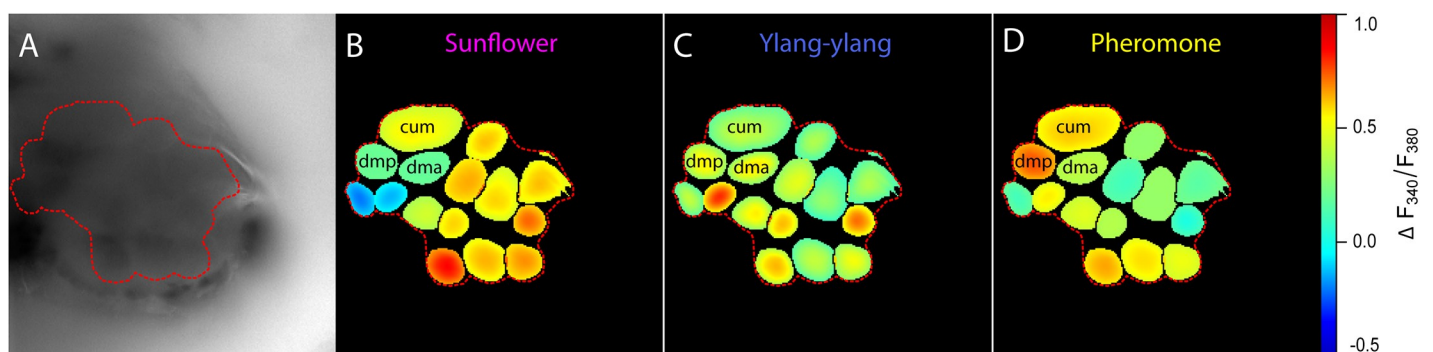 A
B
Sunflower
C
Ylang-ylang
D
Pheromone
cum
dmp
dma
cum
dmp
dma
cum
dmp
dma
1.0
0.5
0.0
-0.5
Δ F340/F380